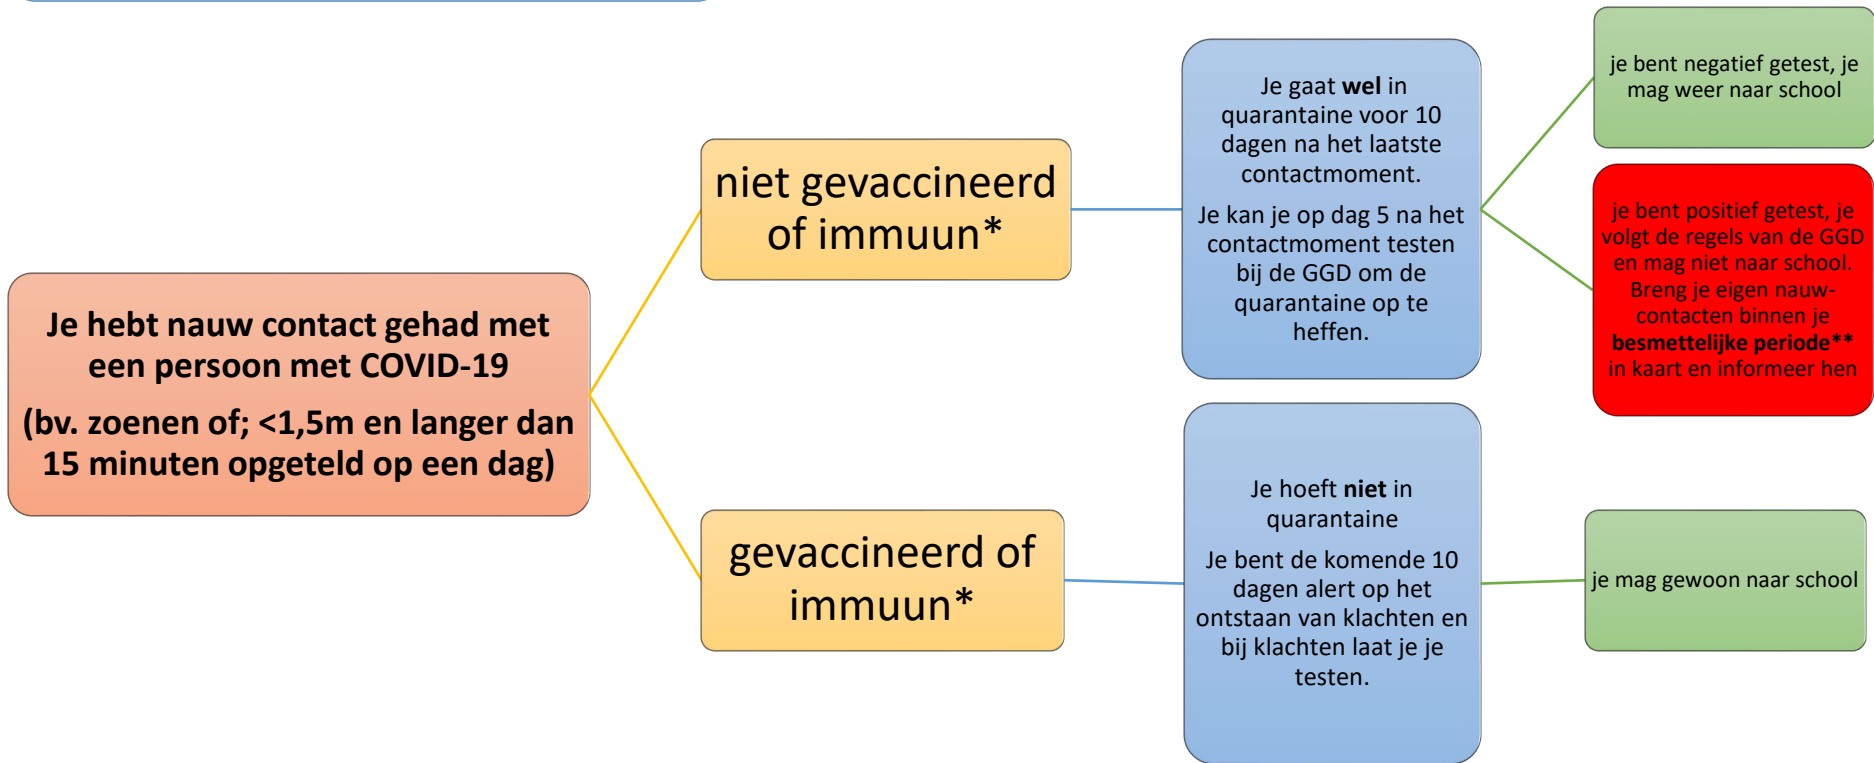 Je hebt nauw contact gehad met
een persoon met COVID-19
(bv. zoenen of; <1,5m en langer dan
15 minuten opgeteld op een dag)
niet gevaccineerd
of immuun*
Je gaat wel in
quarantaine voor 10
dagen na het laatste
contactmoment.
Je kan je op dag 5 na het
contactmoment testen
bij de GGD om de
quarantaine op te
heffen.
je bent negatief getest, je
mag weer naar school
je bent positief getest, je
volgt de regels van de GGD
en mag niet naar school.
Breng je eigen nauw-
contacten binnen je
besmettelijke periode**
in kaart en informeer hen
gevaccineerd of
immuun*
Je hoeft niet in
quarantaine
Je bent de komende 10
dagen alert op het
ontstaan van klachten en
bij klachten laat je je
testen.
je mag gewoon naar school